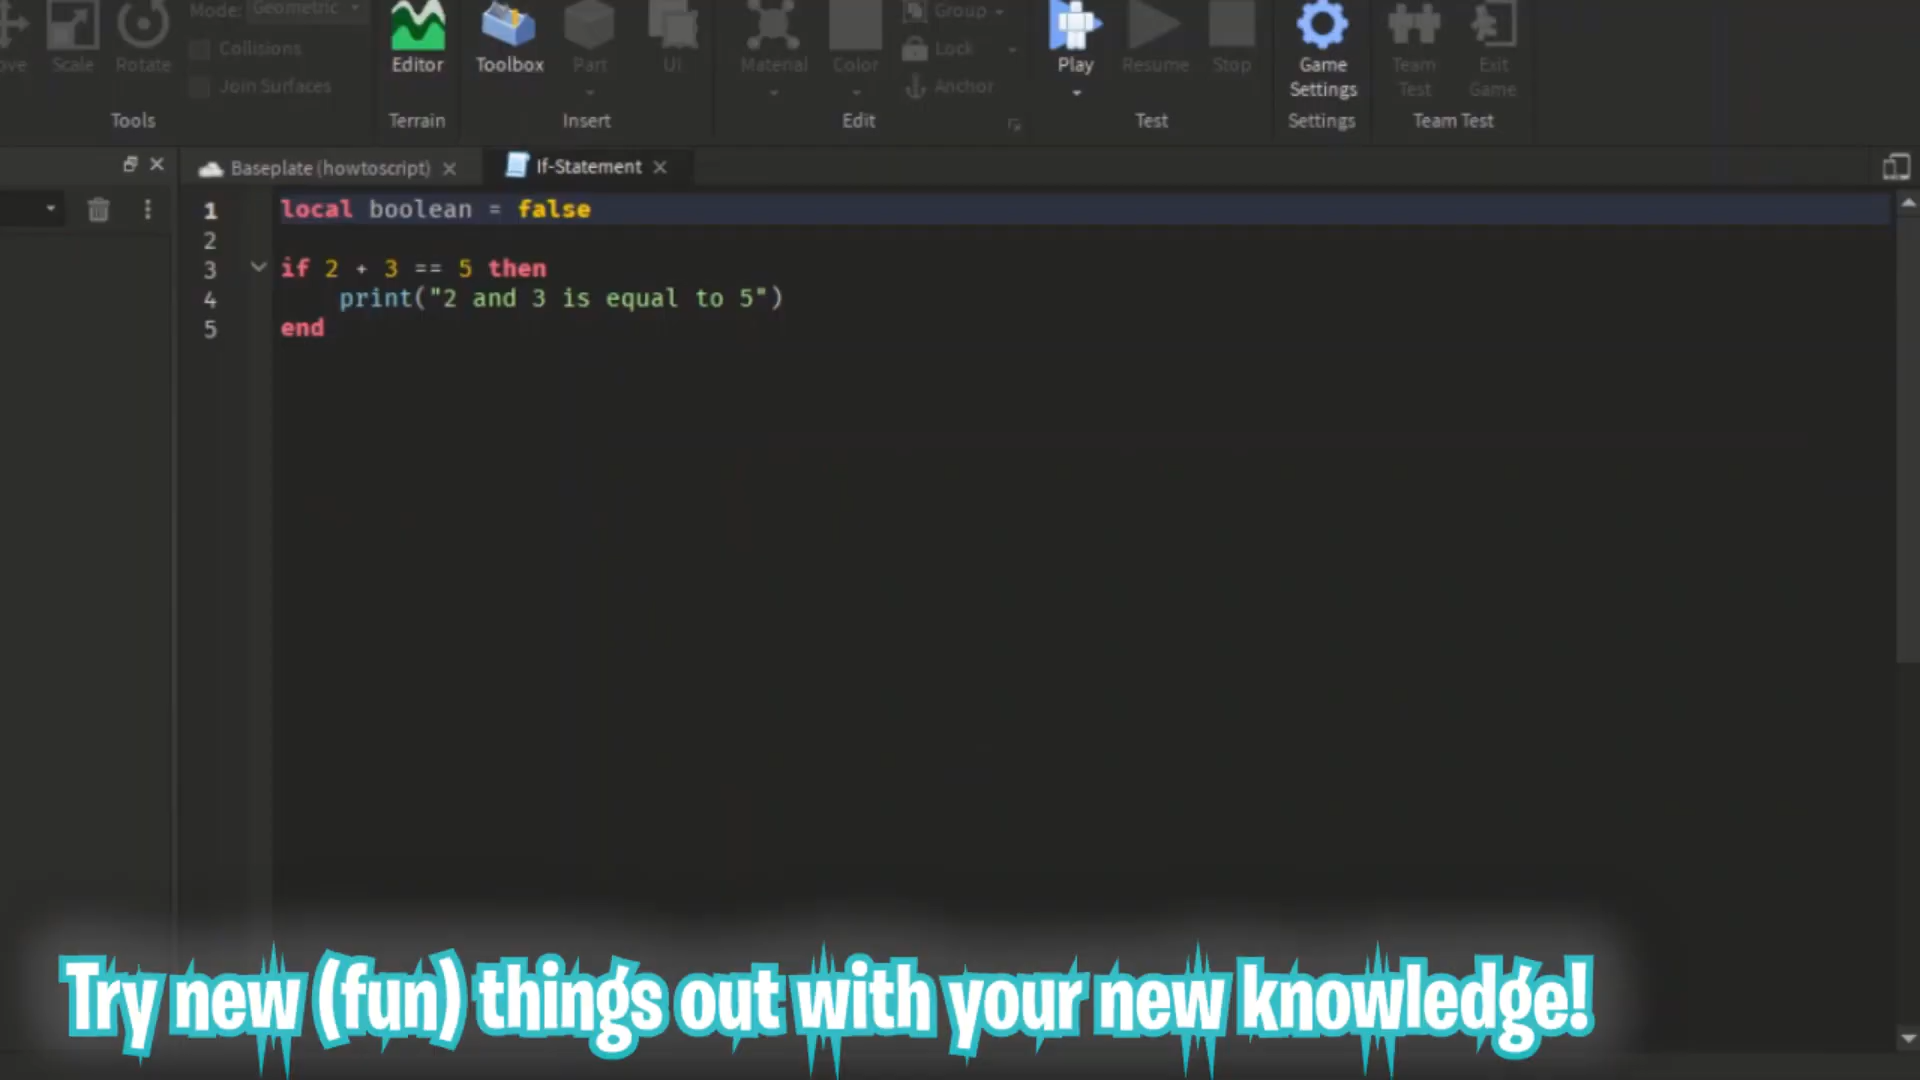 Mode: Geometric
Collisions
Join Surfaces
Scale
Rotate
Tools
Editor
Terrain
Toolbox
Part
UI
Insert
Material
Color
Group
Lock
Anchor
Edit
Play
Resume
Stop
Test
Game
Settings
Settings
Team
Test
Exit
Game
Team Test
Baseplate (howtoscript)
If-Statement
1 local boolean = false
2
3 if 2 + 3 == 5 then
4 print("2 and 3 is equal to 5")
5 end
Try new (fun) things out with your new knowledge!